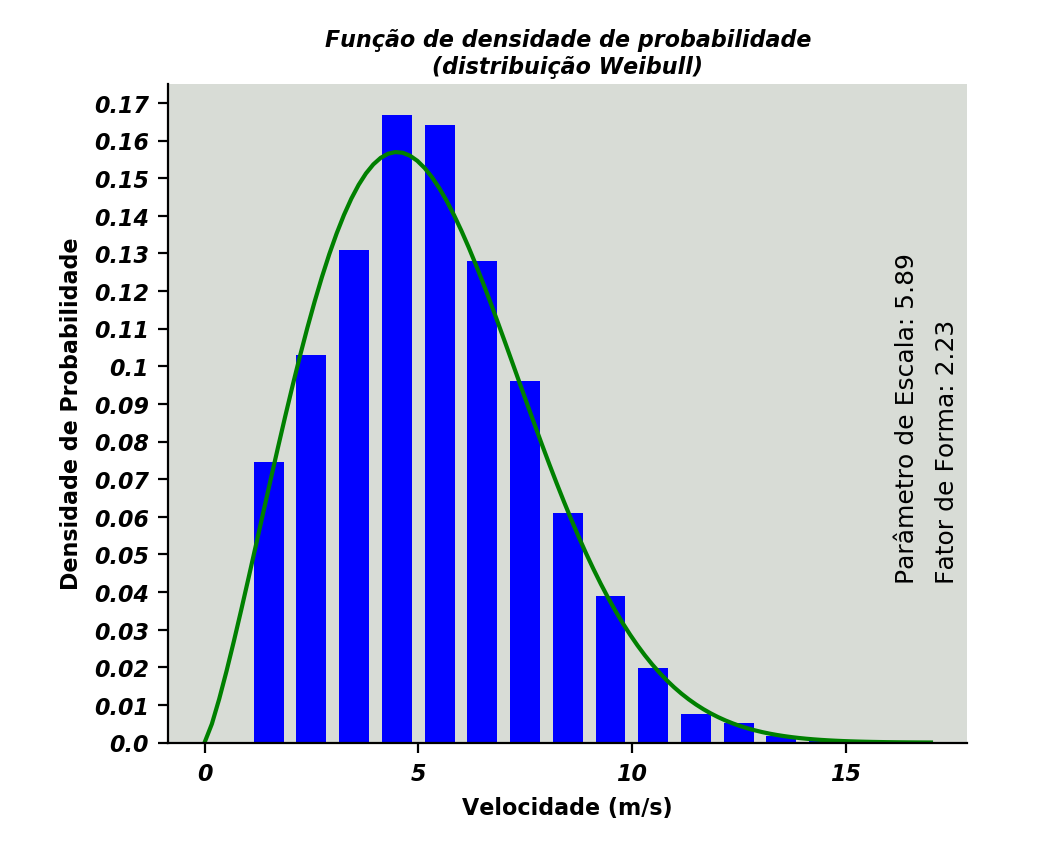 Função de densidade de probabilidade
(distribuição Weibull)
Densidade de Probabilidade
0.17
0.16
0.15
0.14
0.13
0.12
0.11
0.1
0.09
0.08
0.07
0.06
0.05
0.04
0.03
0.02
0.01
0.0
0 5 10 15
Velocidade (m/s)
Parâmetro de Escala: 5.89
Fator de Forma: 2.23